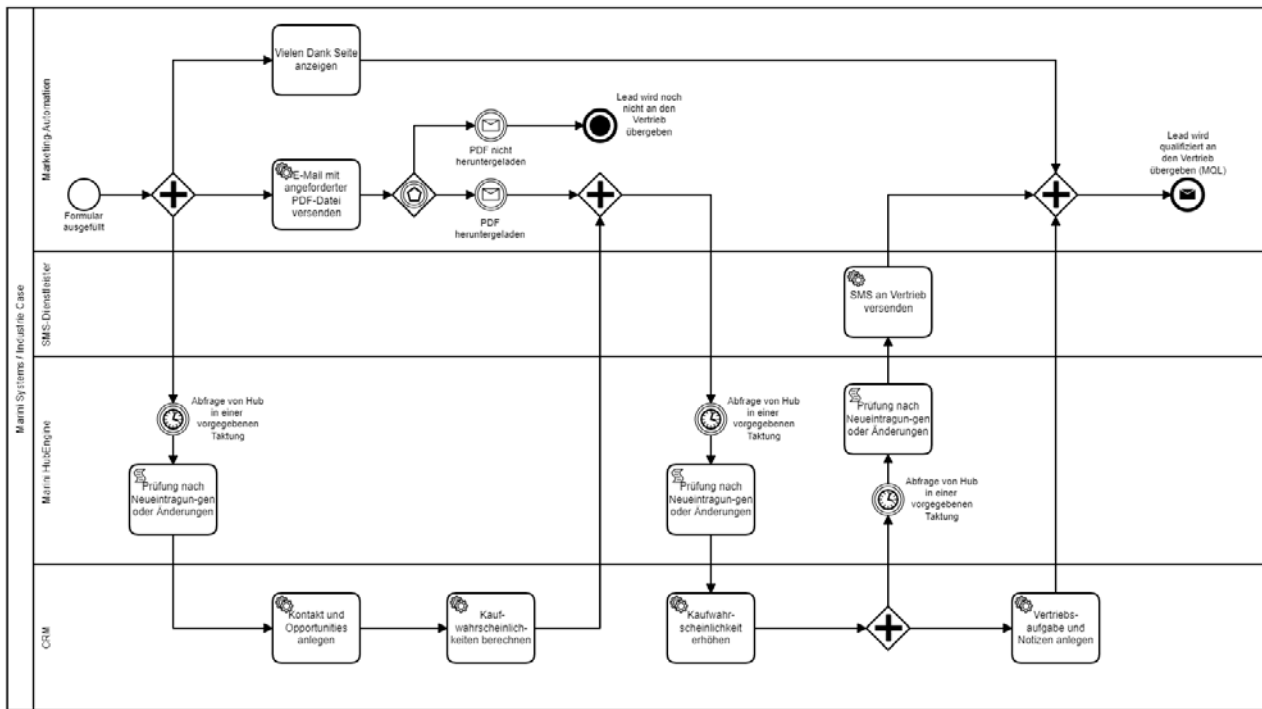 Marini Systems / Industrie Case
Marketing-Automation
Formular
ausgefüllt
Vielen Dank Seite
anzeigen
E-Mail mit
angeforderter
PDF-Datei
versenden
PDF nicht
heruntergeladen
PDF
heruntergeladen
Lead wird noch
nicht an den
Vertrieb
übergeben
Lead wird
qualifiziert an
den Vertrieb
übergeben (MQL)
SMS-Dienstleister
SMS an Vertrieb
versenden
Marini HubEngine
Abfrage von Hub
in einer
vorgegebenen
Taktung
Prüfung nach
Neueintragun-gen
oder Änderungen
Abfrage von Hub
in einer
vorgegebenen
Taktung
Prüfung nach
Neueintragun-gen
oder Änderungen
Prüfung nach
Neueintragun-gen
oder Änderungen
Abfrage von Hub
in einer
vorgegebenen
Taktung
CRM
Kontakt und
Opportunities
anlegen
Kauf-
wahrscheinlich-
keiten berechnen
Kaufwahr-
scheinlichkeit
erhöhen
Vertriebs-
aufgabe und
Notizen anlegen